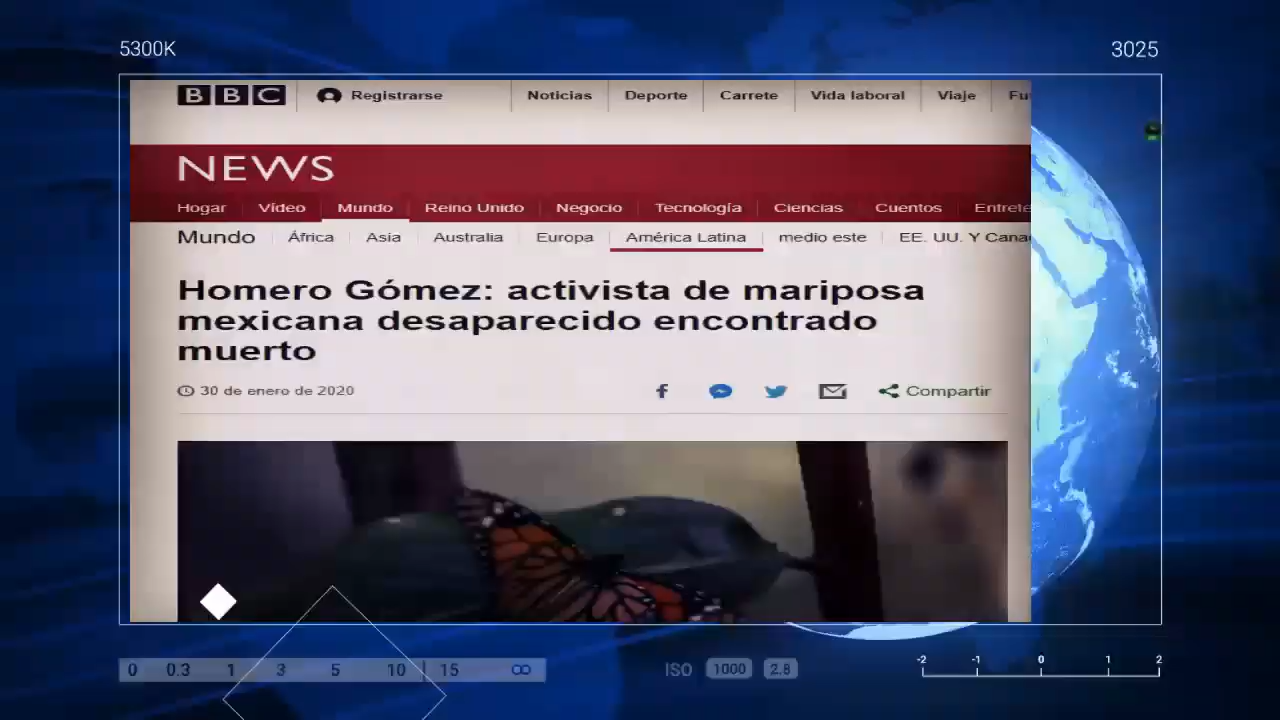 5300K
3025
BBC Registrarse Noticias Deporte Carrete Vida laboral Viaje
NEWS
Hogar Vídeo Mundo Reino Unido Negocio Tecnología Ciencias Cuentos
Mundo África Asia Australia Europa América Latina medio este EE. UU. Y
Homero Gómez: activista de mariposa
mexicana desaparecido encontrado
muerto
30 de enero de 2020 Compartir
0 0.3 1 3 5 10 15 ∞ ISO 1000 2.8 -2 -1 0 1 2